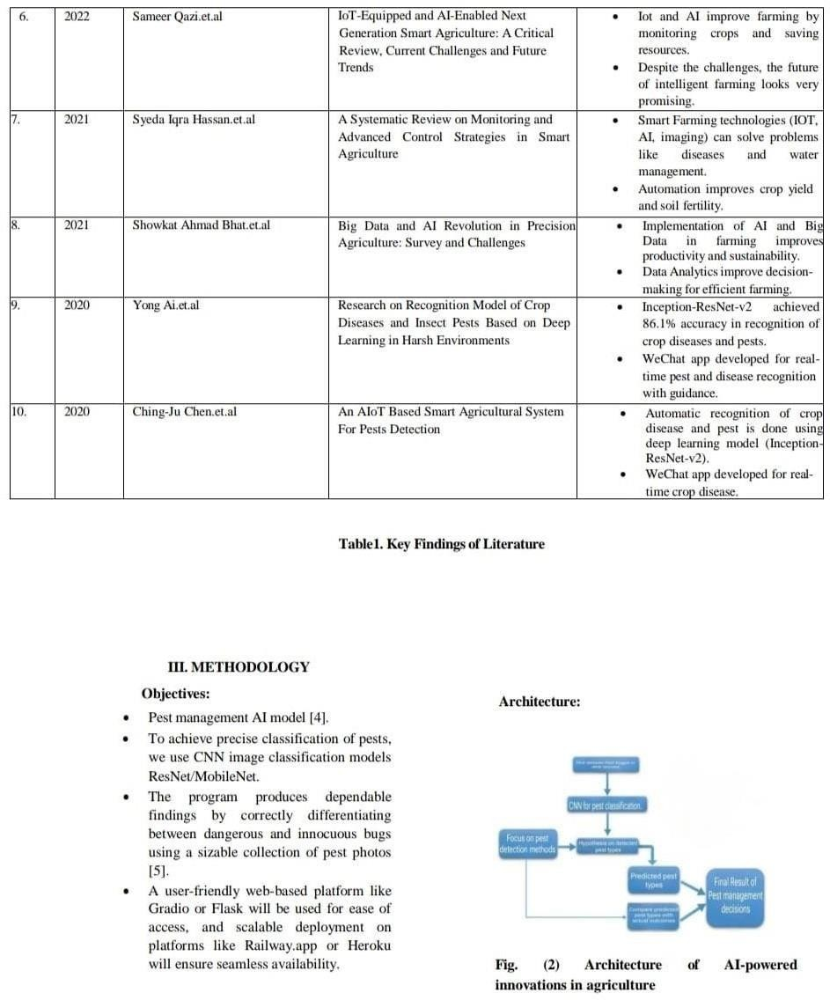 6.
2022
Sameer Qazi.et.al
IoT-Equipped and AI-Enabled Next
Generation Smart Agriculture: A Critical
Review, Current Challenges and Future
Trends
• Iot and AI improve farming by
monitoring crops and saving
resources.
• Despite the challenges, the future
of intelligent farming looks very
promising.
7.
2021
Syeda Iqra Hassan.et.al
A Systematic Review on Monitoring and
Advanced Control Strategies in Smart
Agriculture
• Smart Farming technologies (IOT,
AI, imaging) can solve problems
like diseases and water
management.
• Automation improves crop yield
and soil fertility.
8.
2021
Showkat Ahmad Bhat.et.al
Big Data and AI Revolution in Precision
Agriculture: Survey and Challenges
• Implementation of AI and Big
Data in farming improves
productivity and sustainability.
• Data Analytics improve decision-
making for efficient farming.
9.
2020
Yong Ai.et.al
Research on Recognition Model of Crop
Diseases and Insect Pests Based on Deep
Learning in Harsh Environments
• Inception-ResNet-v2 achieved
86.1% accuracy in recognition of
crop diseases and pests.
• WeChat app developed for real-
time pest and disease recognition
with guidance.
10.
2020
Ching-Ju Chen.et.al
An AIoT Based Smart Agricultural System
For Pests Detection
• Automatic recognition of crop
disease and pest is done using
deep learning model (Inception-
ResNet-v2).
• WeChat app developed for real-
time crop disease.
Table1. Key Findings of Literature
III. METHODOLOGY
Objectives:
• Pest management AI model [4].
• To achieve precise classification of pests,
we use CNN image classification models
ResNet/MobileNet.
• The program produces dependable
findings by correctly differentiating
between dangerous and innocuous bugs
using a sizable collection of pest photos
[5].
• A user-friendly web-based platform like
Gradio or Flask will be used for ease of
access, and scalable deployment on
platforms like Railway.app or Heroku
will ensure seamless availability.
Architecture:
CNN for pest classification
Focus on pest
detection methods
Hypothesis on detected
pest types
Predicted pest
types
Compare predicted
pest types with
actual outcomes
Final Result of
Pest management
decisions
Fig. (2) Architecture of AI-powered
innovations in agriculture